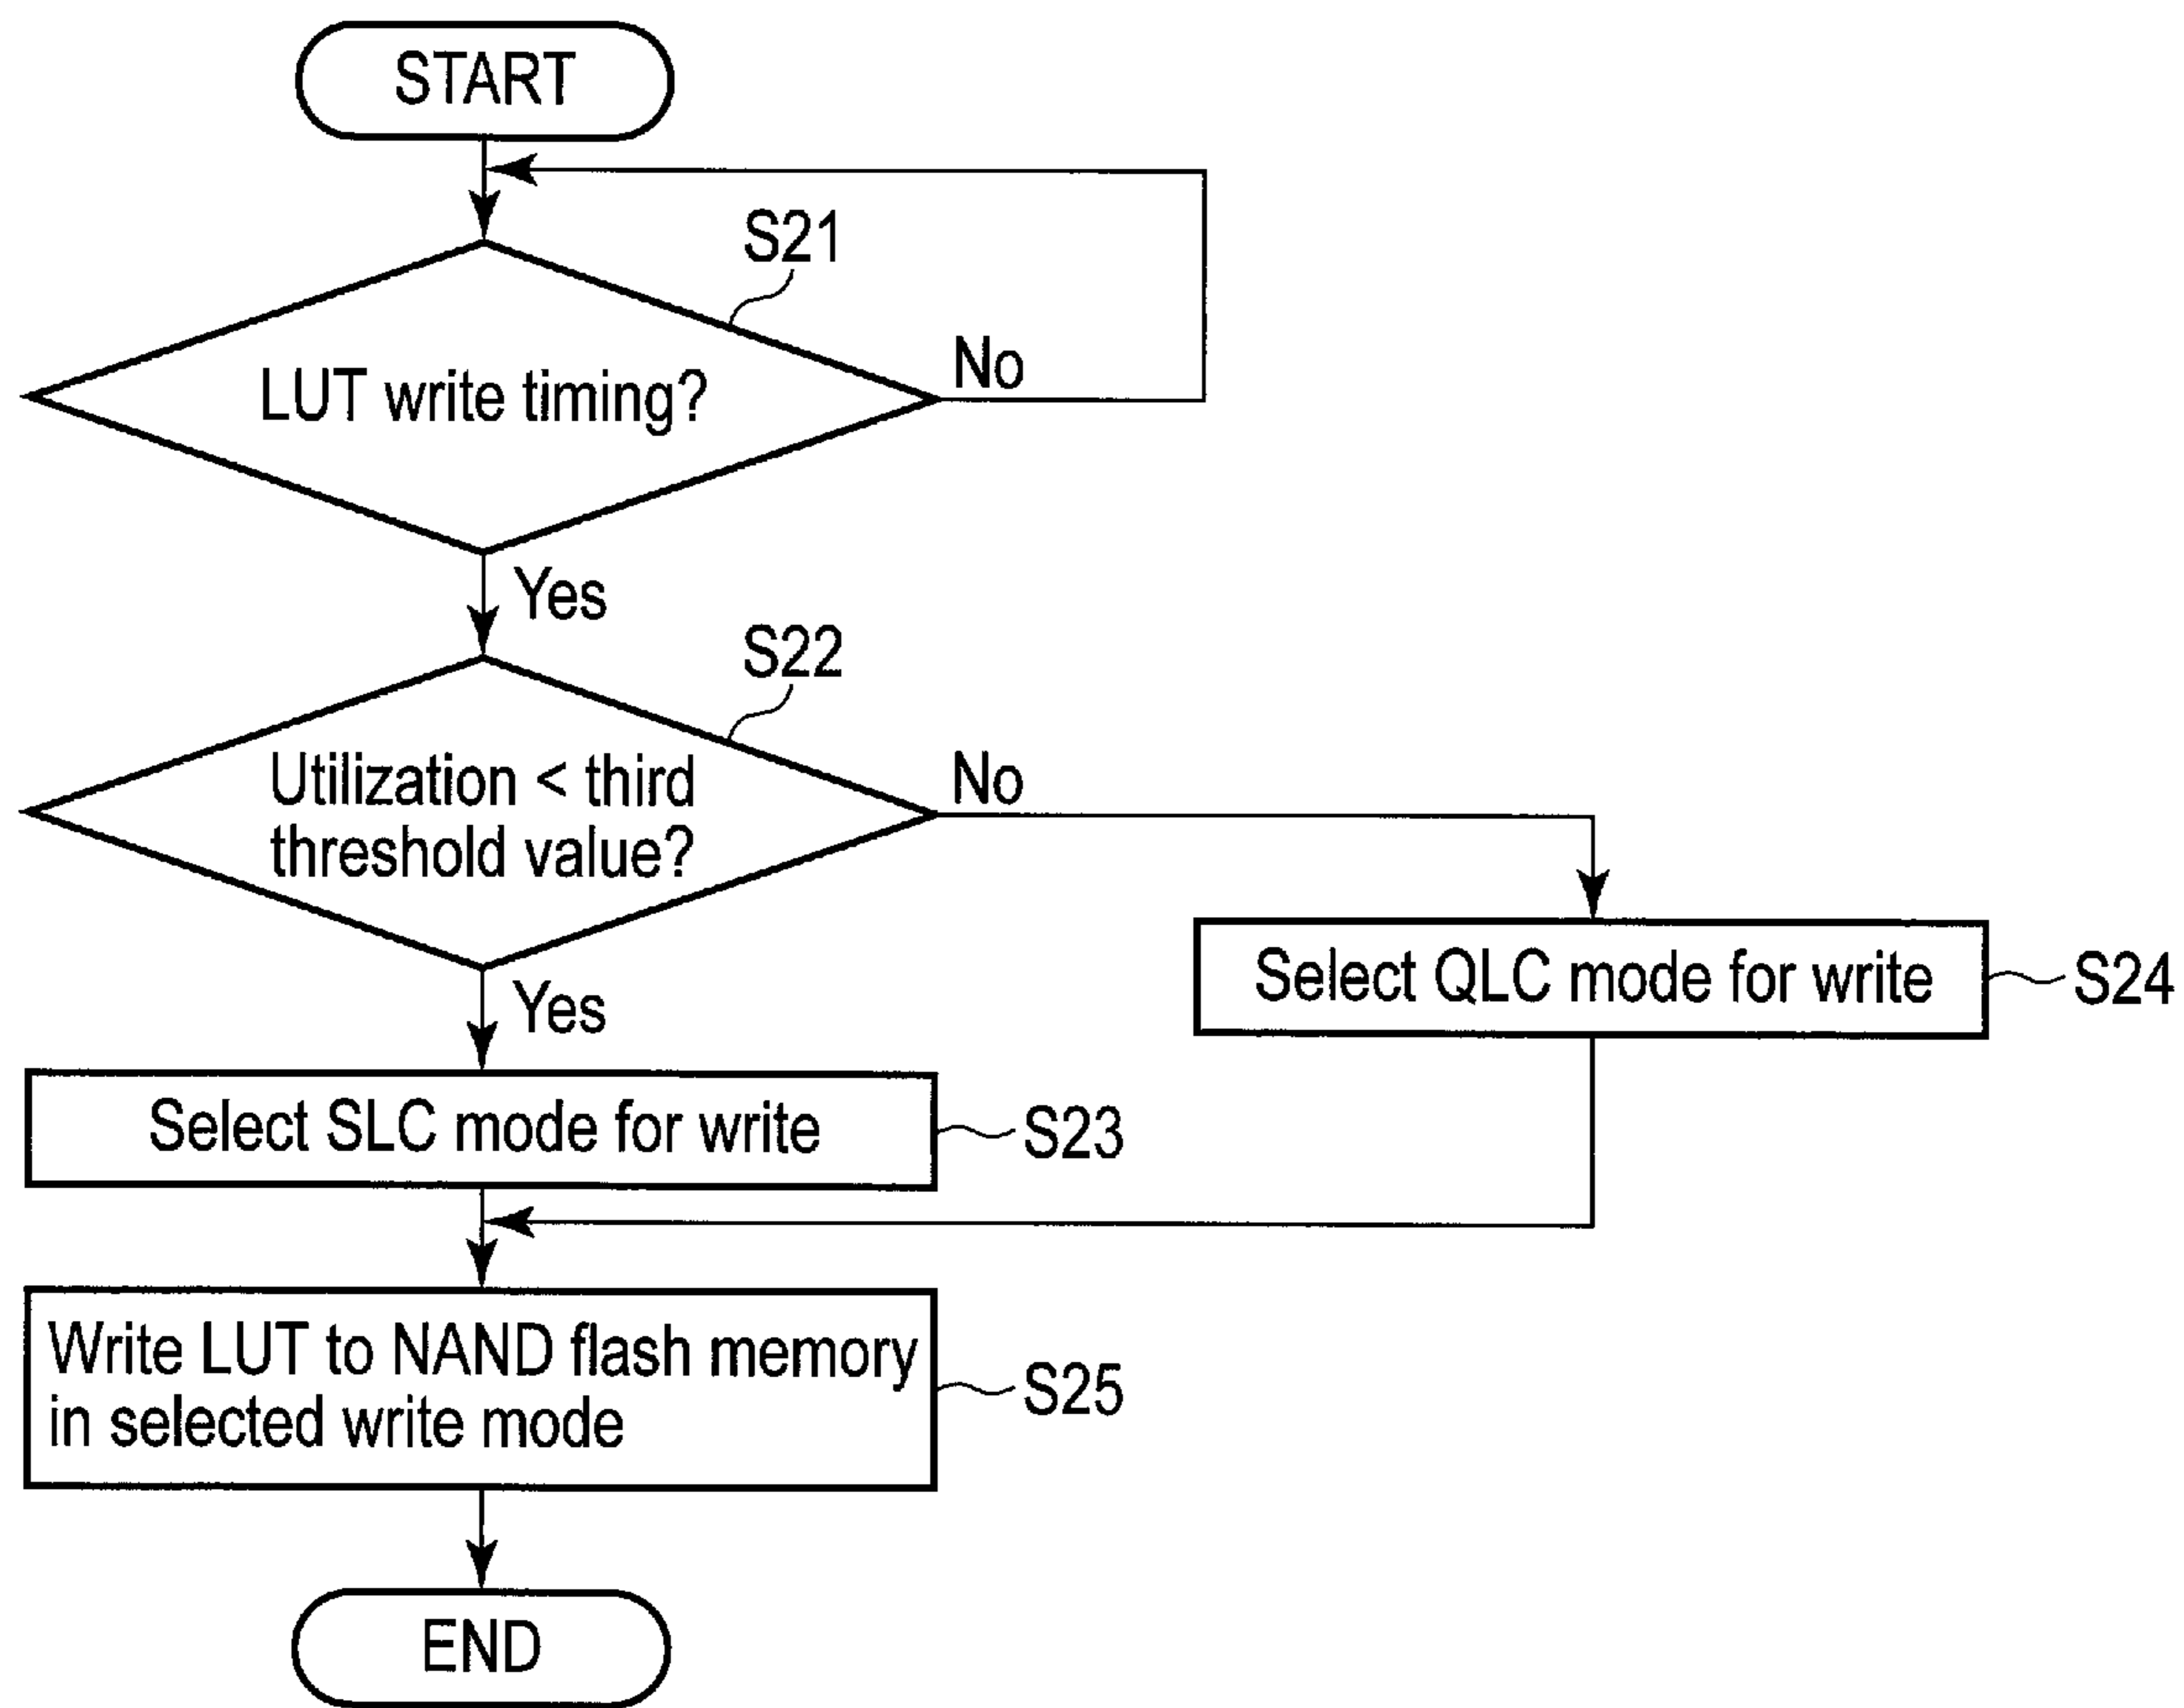 START
S21
LUT write timing?
No
Yes
S22
Utilization < third
threshold value?
No
Yes
Select QLC mode for write
S24
Select SLC mode for write
S23
Write LUT to NAND flash memory
in selected write mode
S25
END